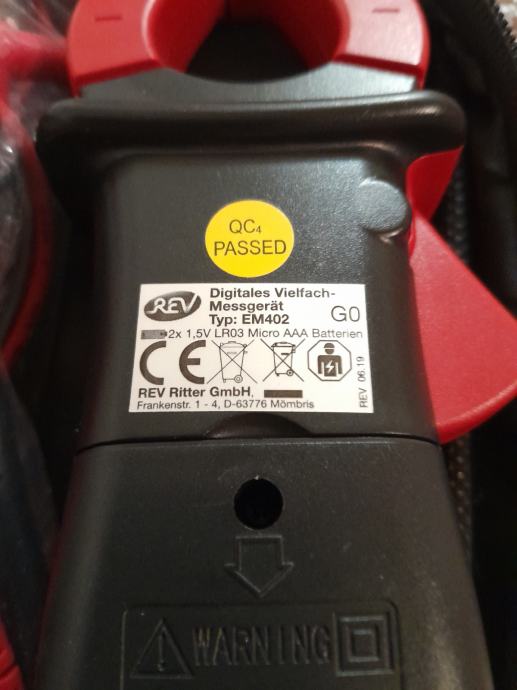 QC4
PASSED
REV
Digitales Vielfach-
Messgerät
Typ: EM402
G0
2x 1,5V LR03 Micro AAA Batterien
CE
REV Ritter GmbH,
Frankenstr. 1 - 4, D-63776 Mömbris
REV 06.19
WARNING